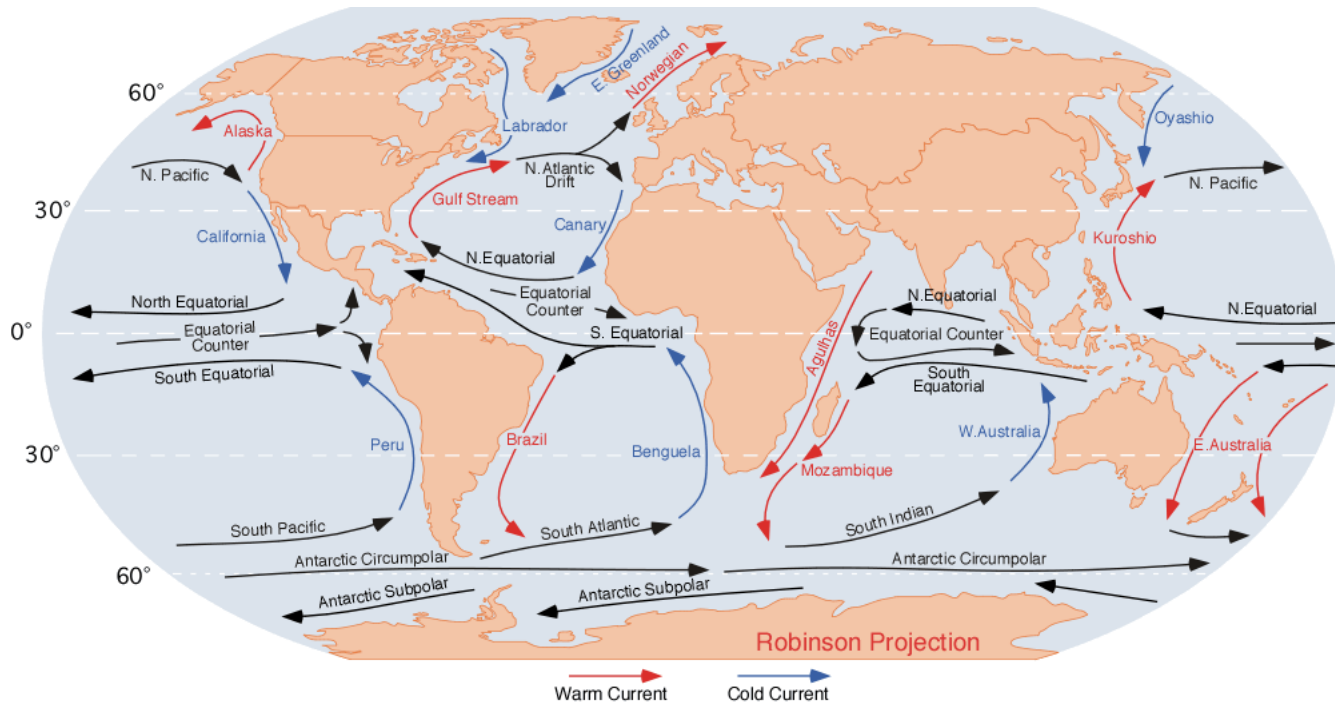 60°
30°
0°
30°
60°
Alaska
N. Pacific
California
North Equatorial
Equatorial
Counter
South Equatorial
Peru
South Pacific
Antarctic Circumpolar
Antarctic Subpolar
Labrador
E. Greenland
Norwegian
N.Atlantic
Drift
Gulf Stream
Canary
N.Equatorial
Equatorial
Counter
S. Equatorial
Brazil
Benguela
South Atlantic
Antarctic Subpolar
Agulhas
Mozambique
N.Equatorial
Equatorial Counter
South
Equatorial
W.Australia
South Indian
Antarctic Circumpolar
Oyashio
N. Pacific
Kuroshio
N.Equatorial
E.Australia
Robinson Projection
Warm Current
Cold Current